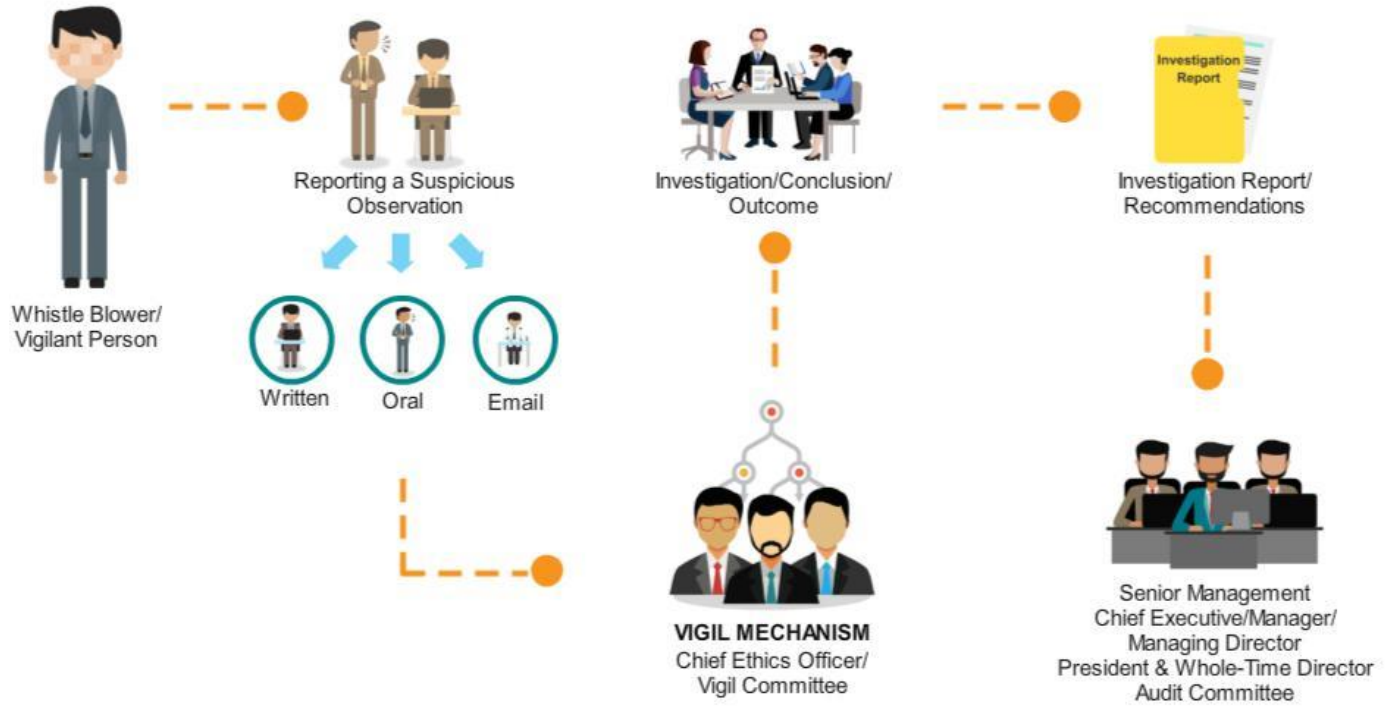 Whistle Blower/
Vigilant Person
Reporting a Suspicious
Observation
Written
Oral
Email
VIGIL MECHANISM
Chief Ethics Officer/
Vigil Committee
Investigation/Conclusion/
Outcome
Investigation
Report
Investigation Report/
Recommendations
Senior Management
Chief Executive/Manager/
Managing Director
President & Whole-Time Director
Audit Committee